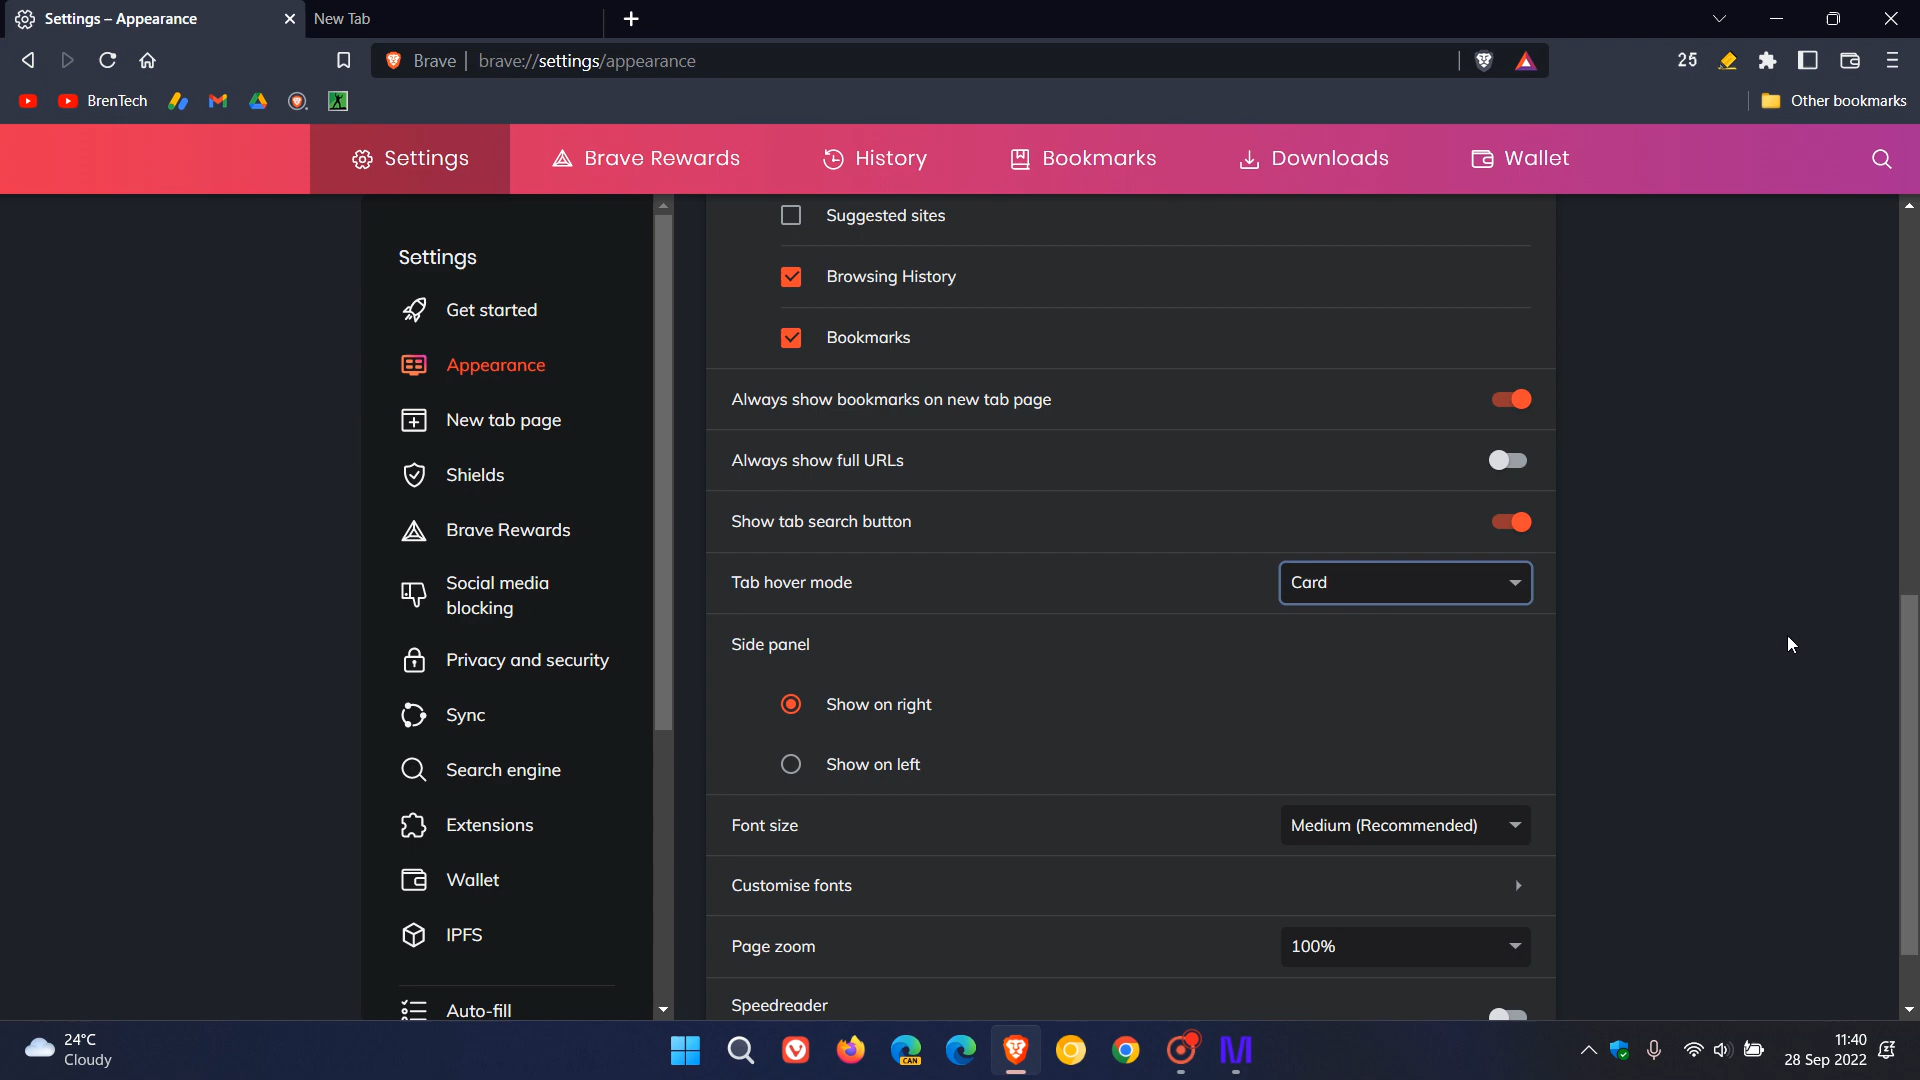 Settings – Appearance
New Tab
Brave
brave://settings/appearance
25
BrenTech
Other bookmarks
Settings
Brave Rewards
History
Bookmarks
Downloads
Wallet
Settings
Get started
Appearance
New tab page
Shields
Brave Rewards
Social media
blocking
Privacy and security
Sync
Search engine
Extensions
Wallet
IPFS
Auto-fill
Suggested sites
Browsing History
Bookmarks
Always show bookmarks on new tab page
Always show full URLs
Show tab search button
Tab hover mode
Card
Side panel
Show on right
Show on left
Font size
Medium (Recommended)
Customise fonts
Page zoom
100%
Speedreader
24°C
Cloudy
CAN
11:40
28 Sep 2022